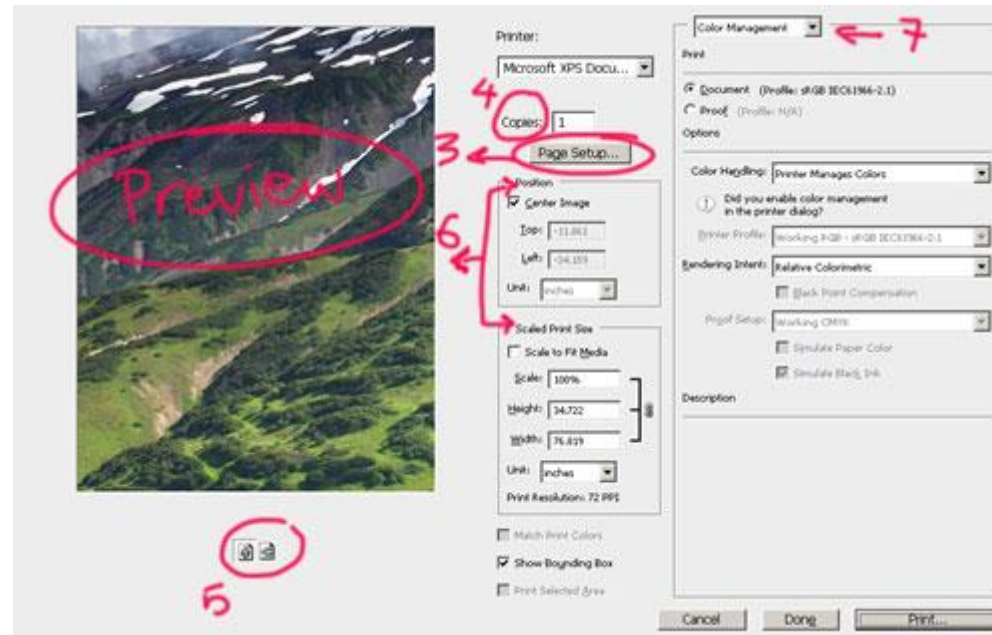 Preview
5
Printer:
Microsoft XPS Docu...
4
Copies: 1
3
Page Setup...
6
Position
Center Image
Top: -11.861
Left: -34.159
Unit: inches
Scaled Print Size
Scale to Fit Media
Scale: 100%
Height: 34.722
Width: 76.819
Unit: inches
Print Resolution: 72 PPI
Match Print Colors
Show Bounding Box
Print Selected Area
Color Management
7
Print
Document (Profile: sRGB IEC61966-2.1)
Proof (Profile: N/A)
Options
Color Handling: Printer Manages Colors
Did you enable color management
in the printer dialog?
Printer Profile: Working RGB - sRGB IEC61966-2.1
Rendering Intent: Relative Colorimetric
Black Point Compensation
Proof Setup: Working CMYK
Simulate Paper Color
Simulate Black Ink
Description
Cancel
Done
Print...